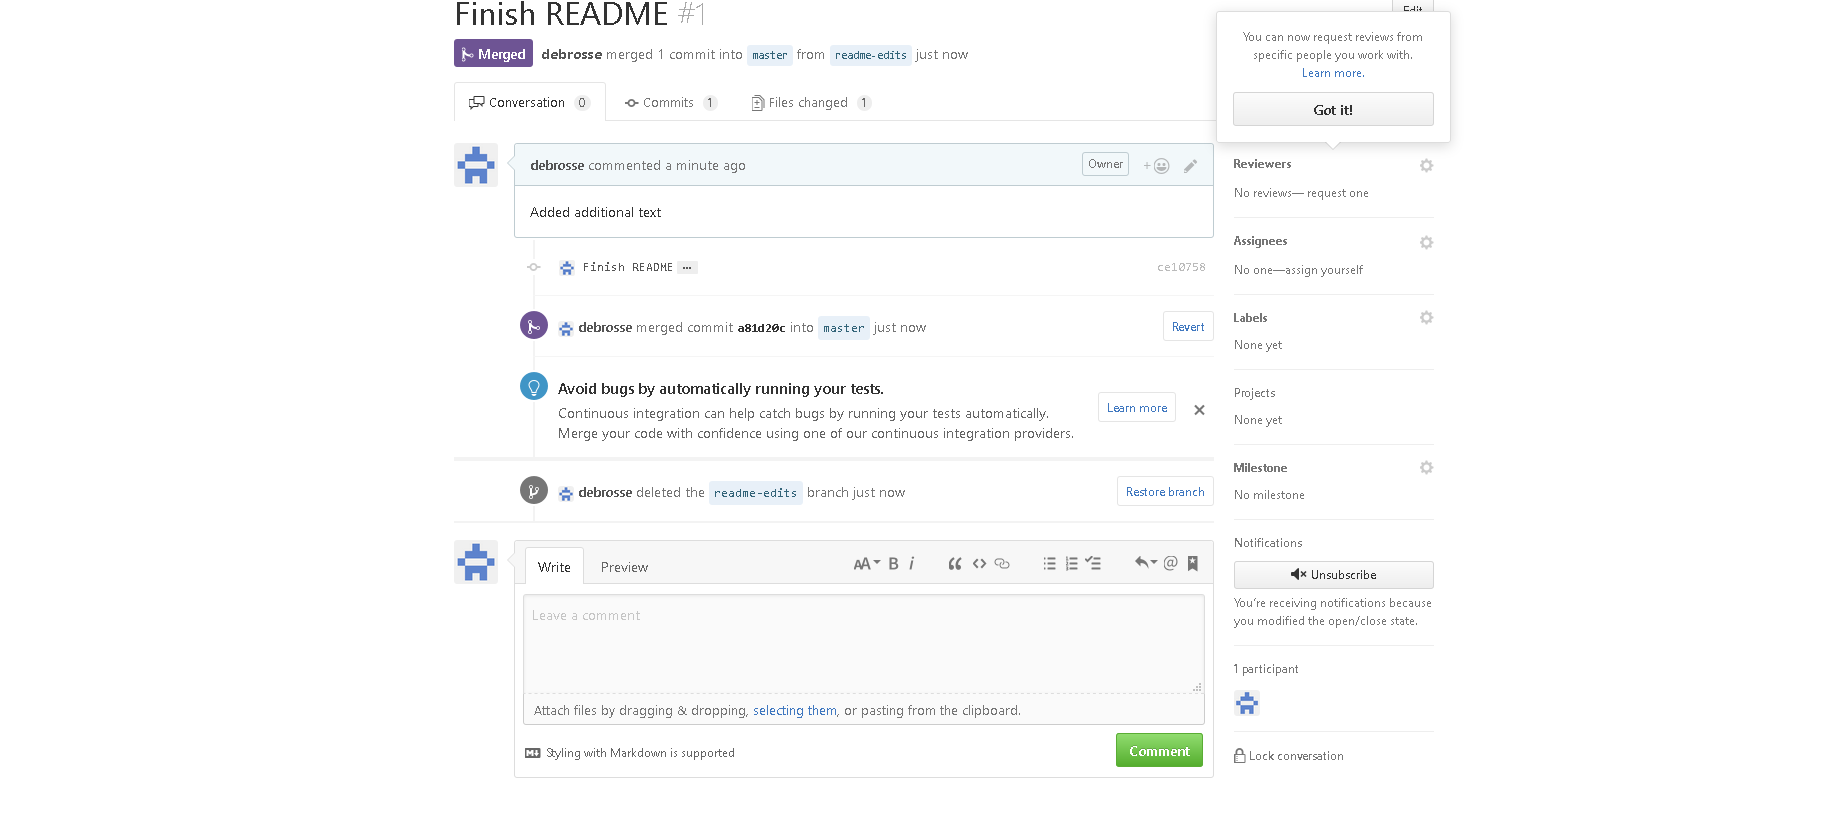 Finish README #1
Edit
Merged debrosse merged 1 commit into master from readme-edits just now
You can now request reviews from
specific people you work with.
Learn more.
Got it!
Conversation 0 Commits 1 Files changed 1
debrosse commented a minute ago Owner +
Added additional text
Finish README … ce10758
debrosse merged commit a81d20c into master just now Revert
Avoid bugs by automatically running your tests.
Continuous integration can help catch bugs by running your tests automatically.
Merge your code with confidence using one of our continuous integration providers.
Learn more
debrosse deleted the readme-edits branch just now Restore branch
Write Preview AA B i “ <> @
Leave a comment
Attach files by dragging & dropping, selecting them, or pasting from the clipboard.
Styling with Markdown is supported
Comment
Reviewers
No reviews— request one
Assignees
No one—assign yourself
Labels
None yet
Projects
None yet
Milestone
No milestone
Notifications
Unsubscribe
You’re receiving notifications because
you modified the open/close state.
1 participant
Lock conversation